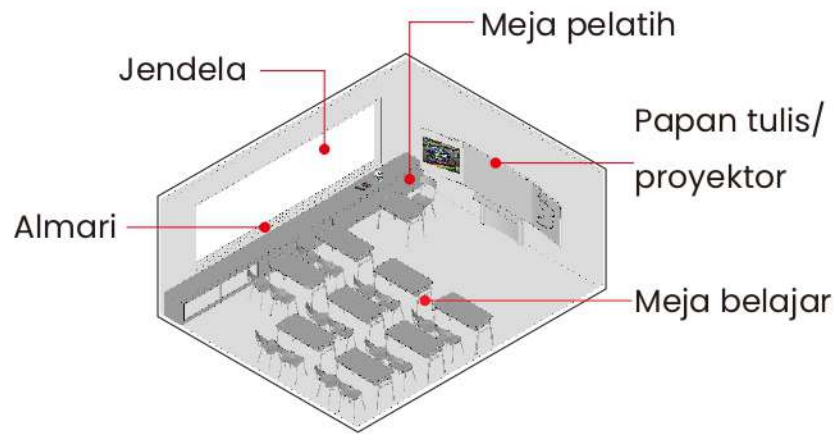 Meja pelatih
Jendela
Papan tulis/
proyektor
Almari
Meja belajar